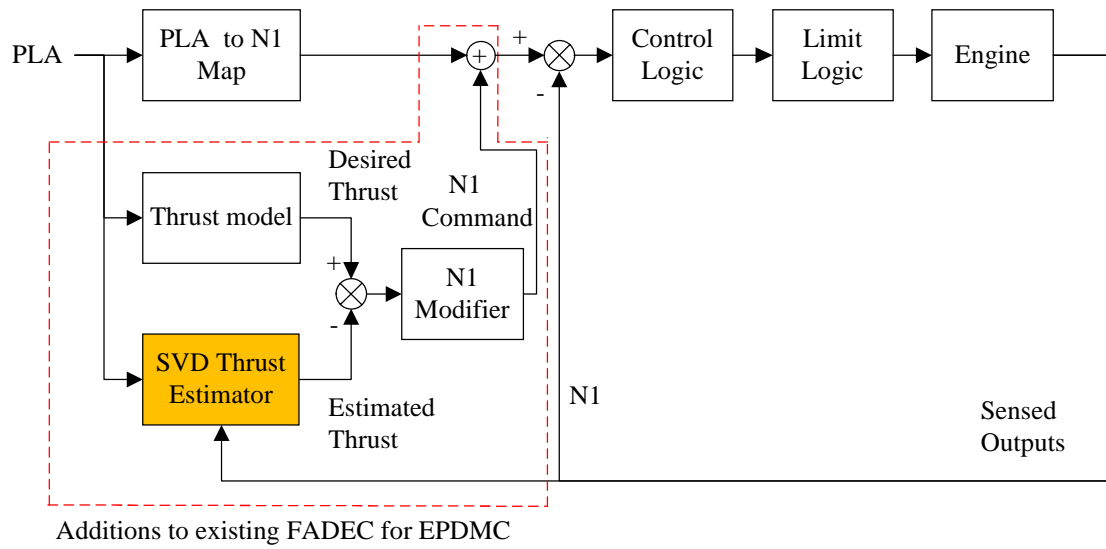 PLA
PLA to N1
Map
+
+
-
Control
Logic
Limit
Logic
Engine
Desired
Thrust
N1
Command
Thrust model
+
-
N1
Modifier
SVD Thrust
Estimator
Estimated
Thrust
N1
Sensed
Outputs
Additions to existing FADEC for EPDMC